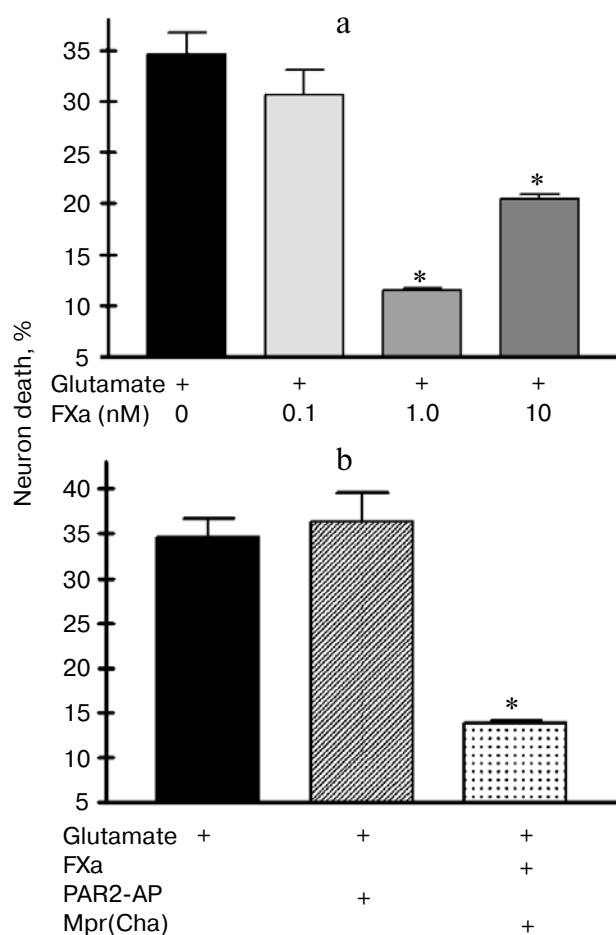 a
35
30
25
20
15
10
5
* *
Glutamate + + + +
FXa (nM) 0 0.1 1.0 10
Neuron death, %
b
40
35
30
25
20
15
10
5
*
Glutamate + + +
FXa +
PAR2-AP +
Mpr(Cha) +